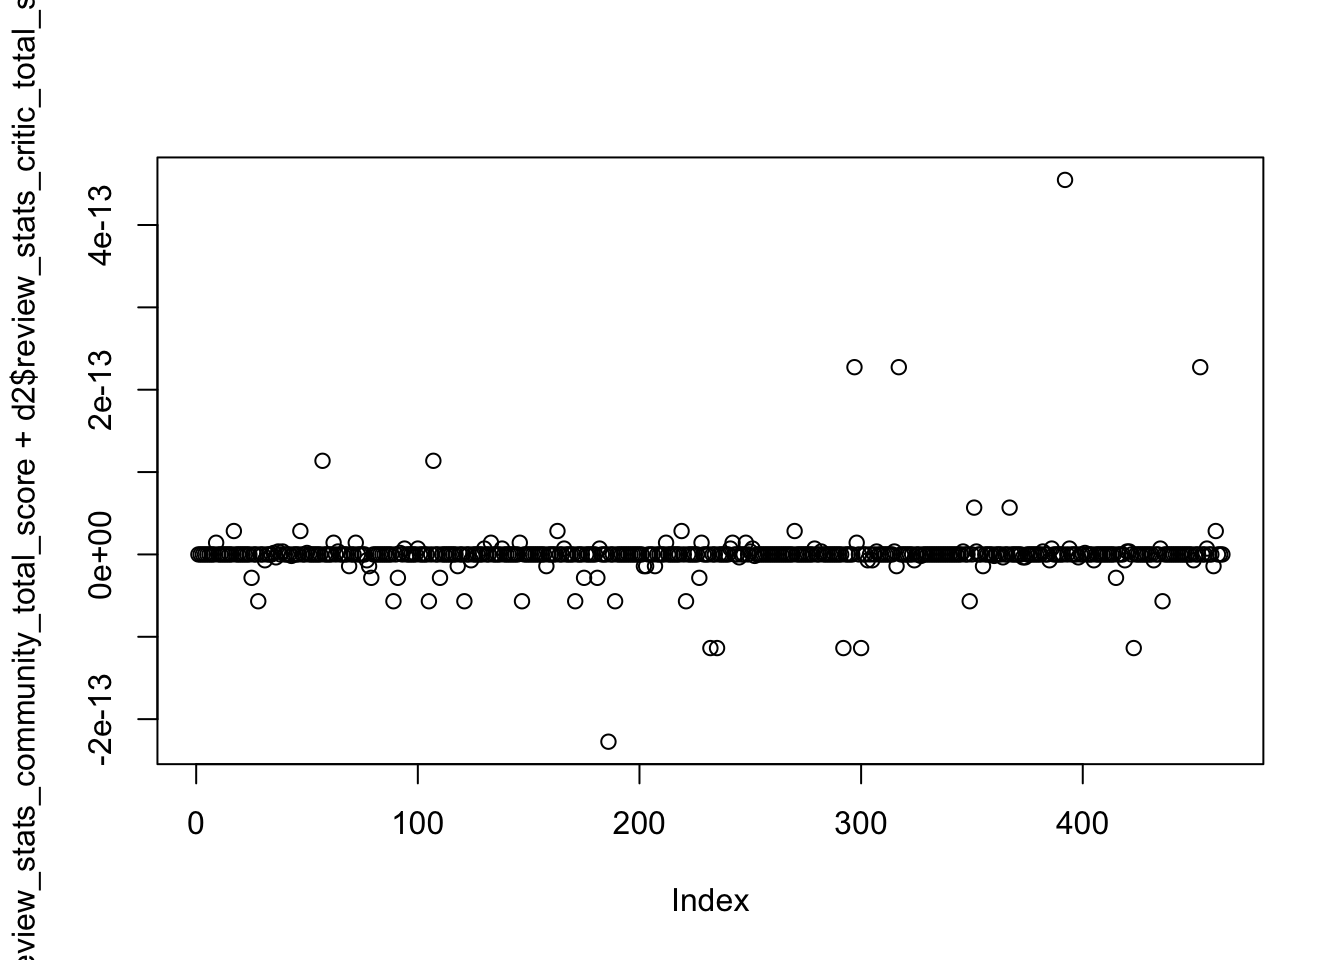 eview_stats_community_total_score + d2$review_stats_critic_total_s
4e-13
2e-13
0e+00
-2e-13
0
100
200
300
400
Index